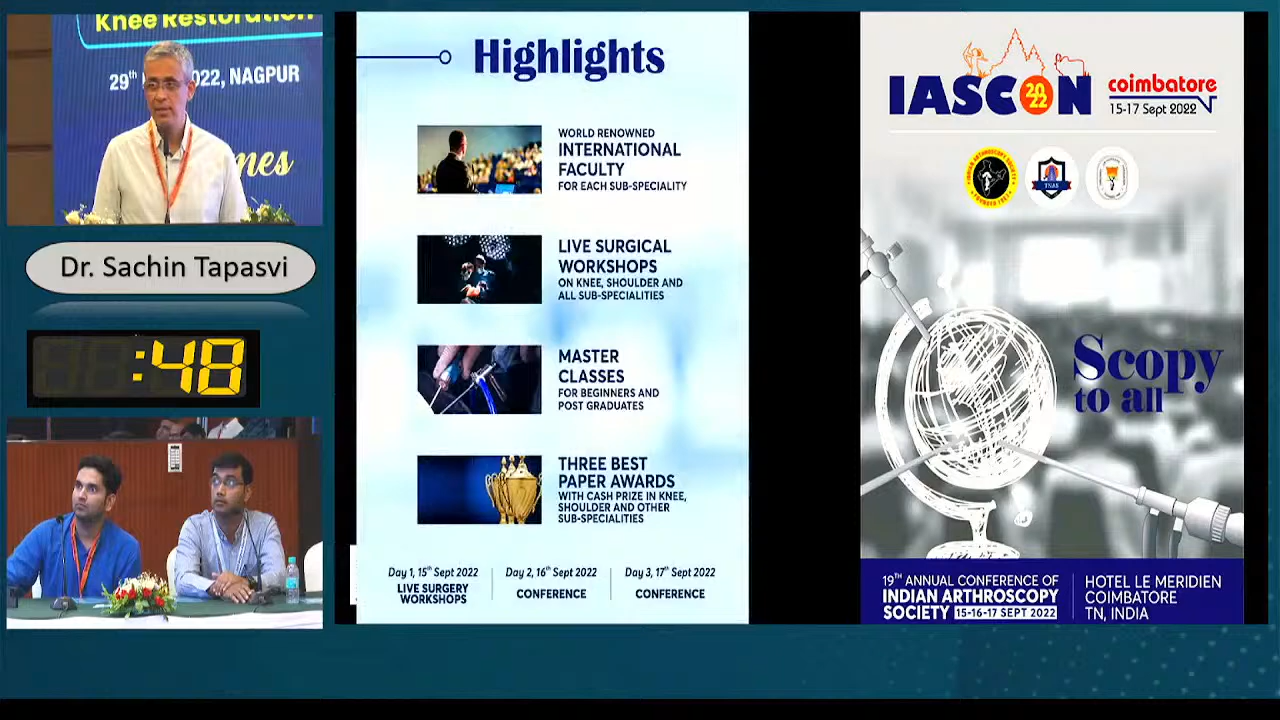 Knee Restoration
29th 2022, NAGPUR
Dr. Sachin Tapasvi
:48
Highlights
WORLD RENOWNED
INTERNATIONAL
FACULTY
FOR EACH SUB-SPECIALITY
LIVE SURGICAL
WORKSHOPS
ON KNEE, SHOULDER AND
ALL SUB-SPECIALITIES
MASTER
CLASSES
FOR BEGINNERS AND
POST GRADUATES
THREE BEST
PAPER AWARDS
WITH CASH PRIZE IN KNEE,
SHOULDER AND OTHER
SUB-SPECIALITIES
Day 1, 15th Sept 2022
LIVE SURGERY
WORKSHOPS
Day 2, 16th Sept 2022
CONFERENCE
Day 3, 17th Sept 2022
CONFERENCE
IASCON
2022
coimbatore
15-17 Sept 2022
INDIAN ARTHROSCOPY SOCIETY
TNAS
Scopy
to all
19TH ANNUAL CONFERENCE OF
INDIAN ARTHROSCOPY
SOCIETY 15-16-17 SEPT 2022
HOTEL LE MERIDIEN
COIMBATORE
TN, INDIA